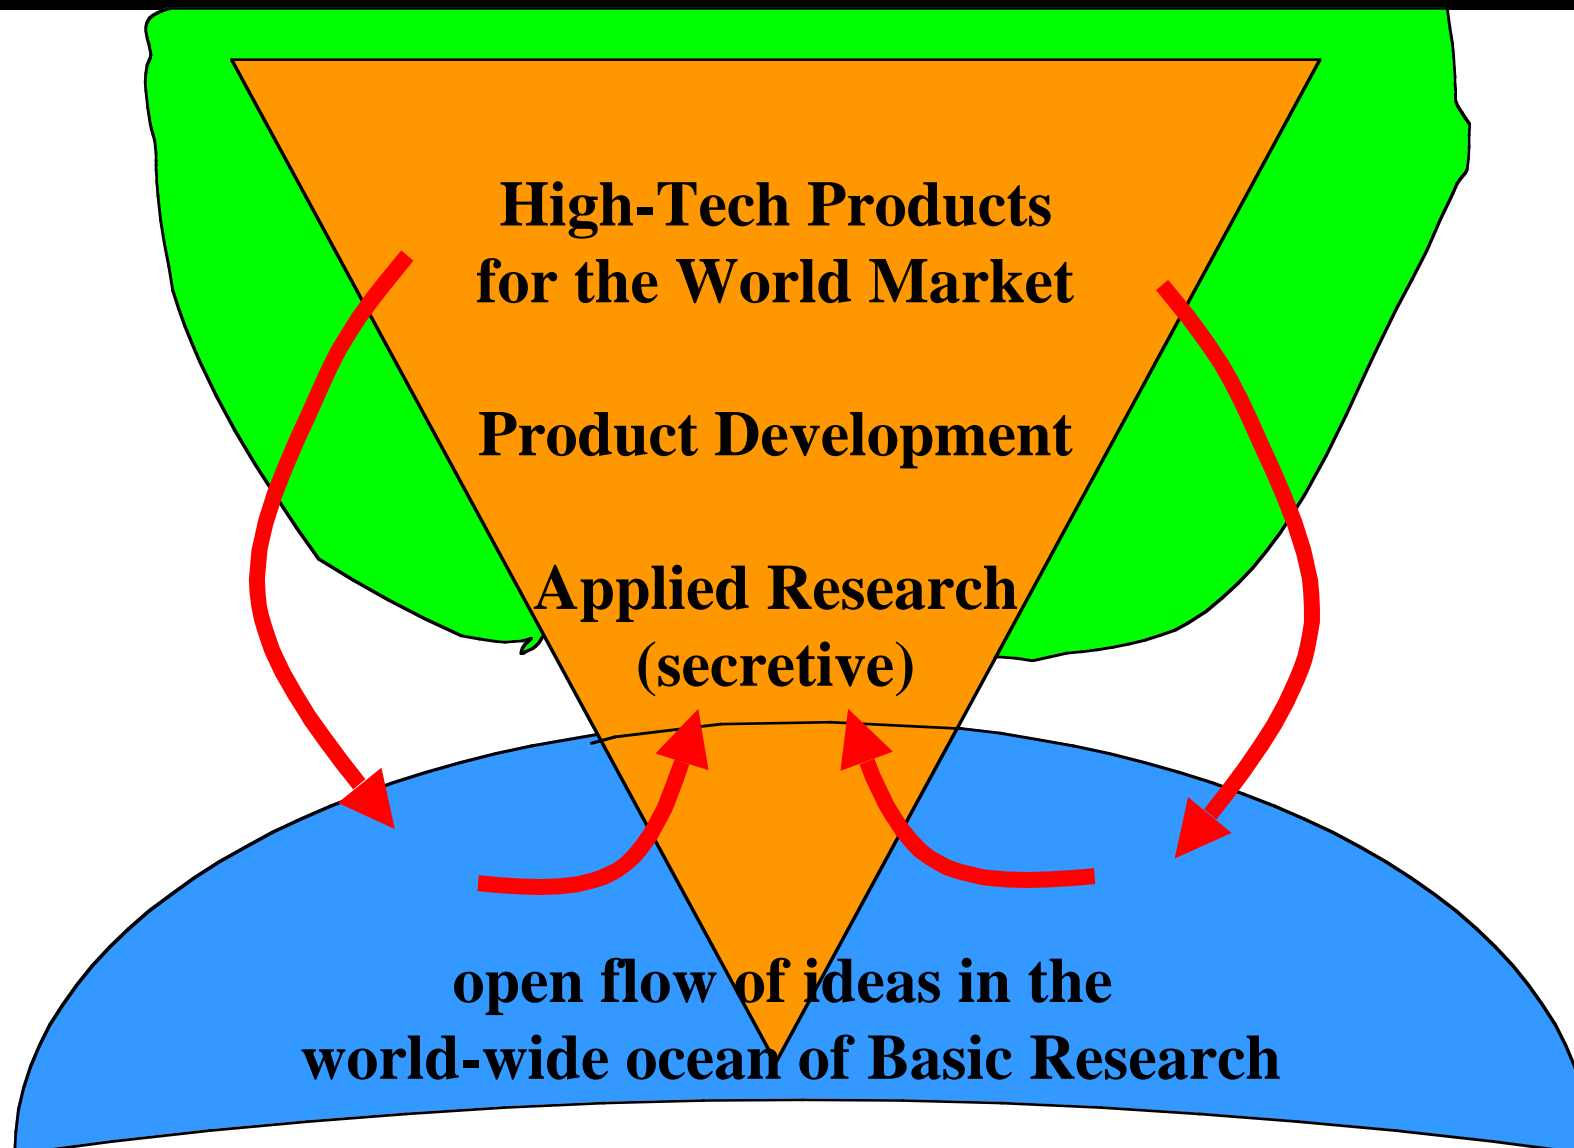 High-Tech Products
for the World Market
Product Development
Applied Research
(secretive)
open flow of ideas in the
world-wide ocean of Basic Research